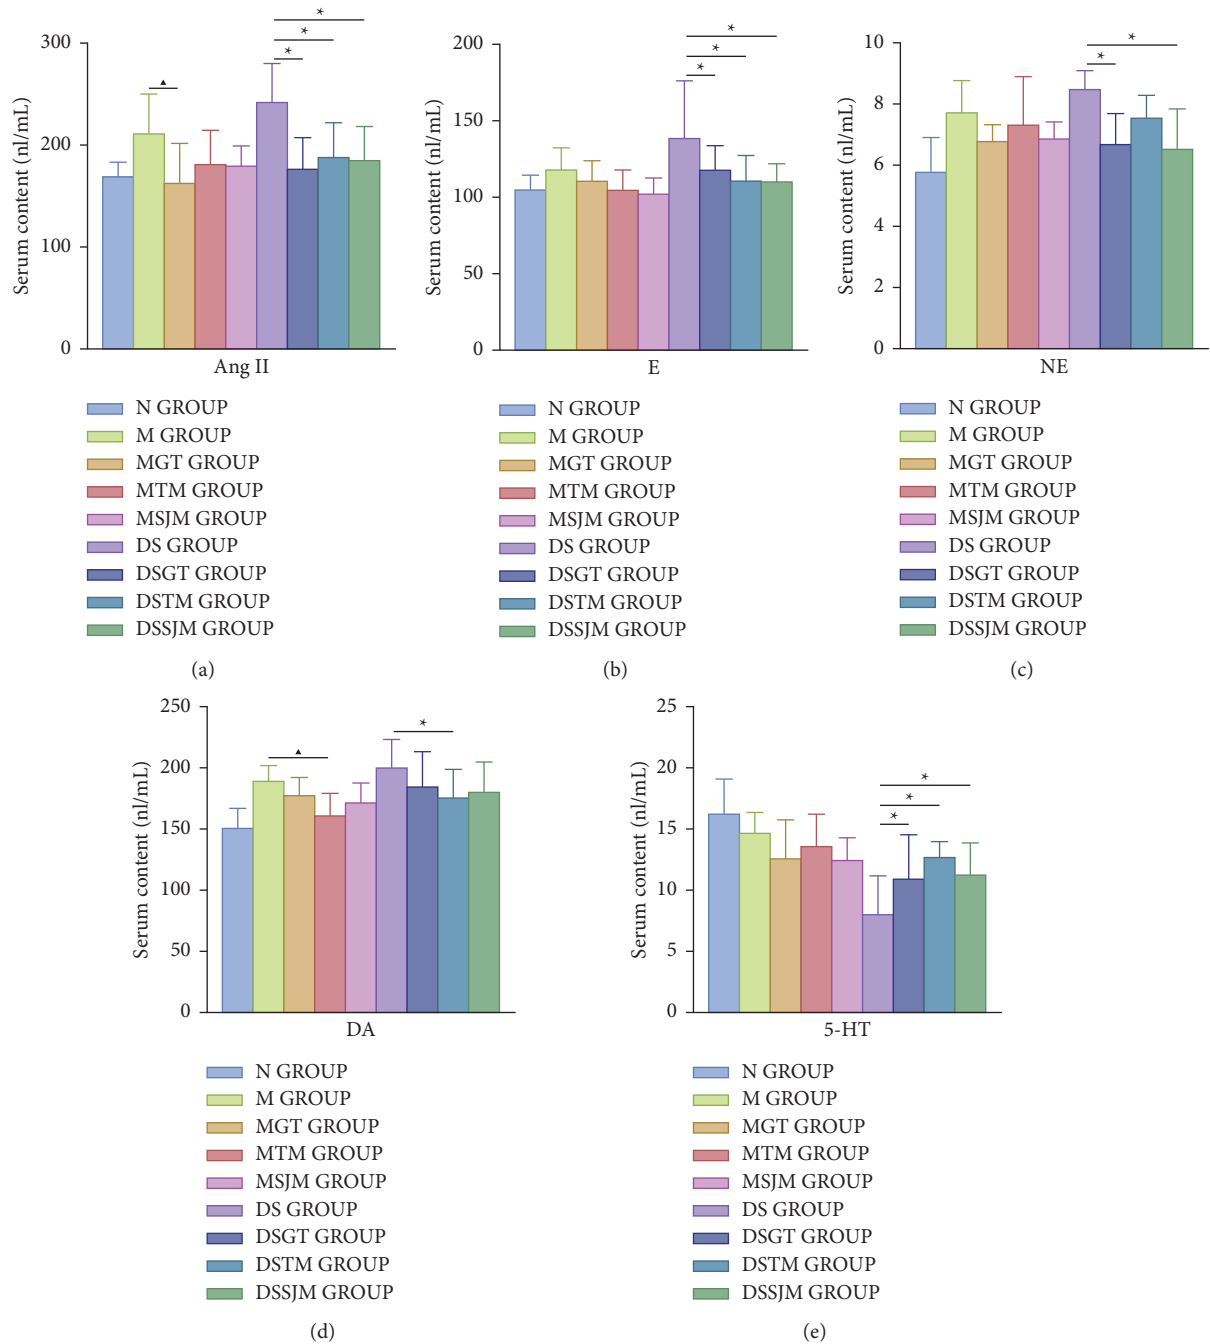 300
200
100
0
Serum content (nl/mL)
*
*
*
▲
Ang II
N GROUP
M GROUP
MGT GROUP
MTM GROUP
MSJM GROUP
DS GROUP
DSGT GROUP
DSTM GROUP
DSSJM GROUP
(a)
200
150
100
50
0
Serum content (nl/mL)
*
*
*
E
N GROUP
M GROUP
MGT GROUP
MTM GROUP
MSJM GROUP
DS GROUP
DSGT GROUP
DSTM GROUP
DSSJM GROUP
(b)
10
8
6
4
2
0
Serum content (nl/mL)
*
*
NE
N GROUP
M GROUP
MGT GROUP
MTM GROUP
MSJM GROUP
DS GROUP
DSGT GROUP
DSTM GROUP
DSSJM GROUP
(c)
250
200
150
100
50
0
Serum content (nl/mL)
*
▲
DA
N GROUP
M GROUP
MGT GROUP
MTM GROUP
MSJM GROUP
DS GROUP
DSGT GROUP
DSTM GROUP
DSSJM GROUP
(d)
25
20
15
10
5
0
Serum content (nl/mL)
*
*
*
5-HT
N GROUP
M GROUP
MGT GROUP
MTM GROUP
MSJM GROUP
DS GROUP
DSGT GROUP
DSTM GROUP
DSSJM GROUP
(e)